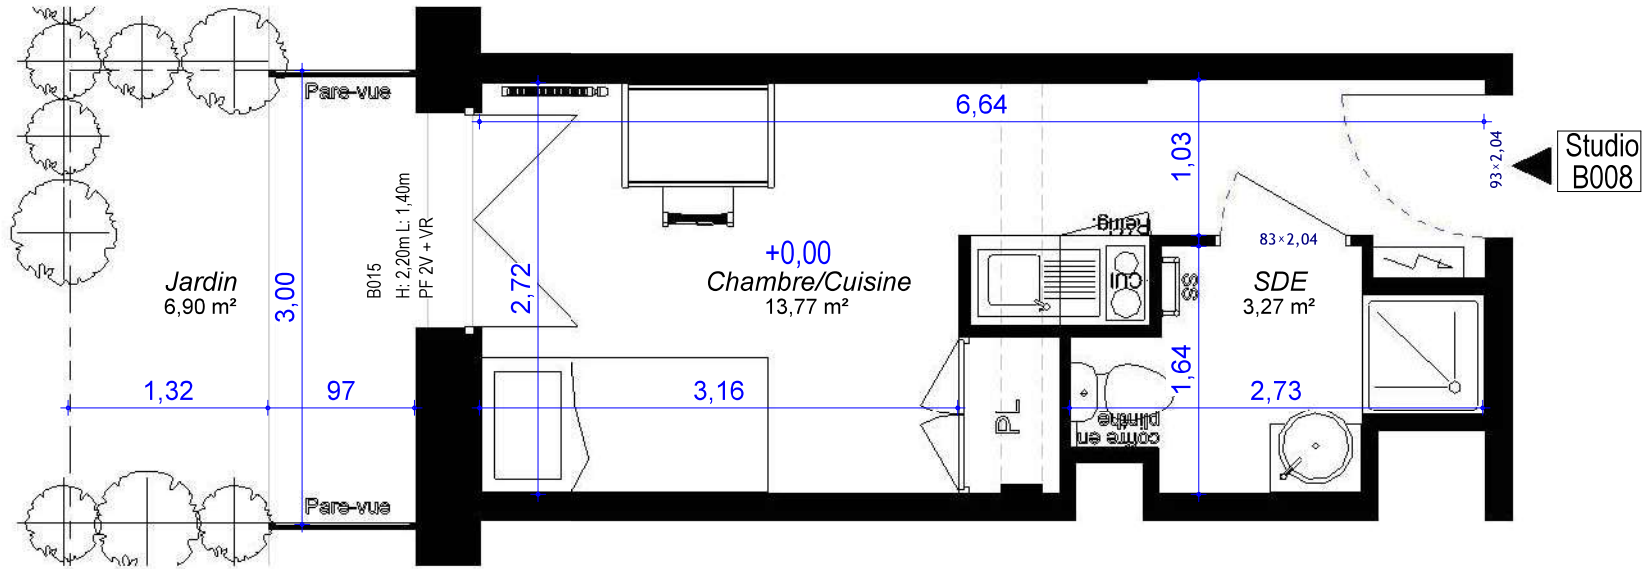 Pare-vue
6,64
1,03
93×2,04
Studio
B008
Réfrig.
83×2,04
+0,00
Chambre/Cuisine
13,77 m²
Jardin
6,90 m²
3,00
B015
H: 2,20m L: 1,40m
PF 2V + VR
2,72
CUI
SS
SDE
3,27 m²
1,32
97
3,16
PL
1,64
2,73
coffre en
plinthe
Pare-vue